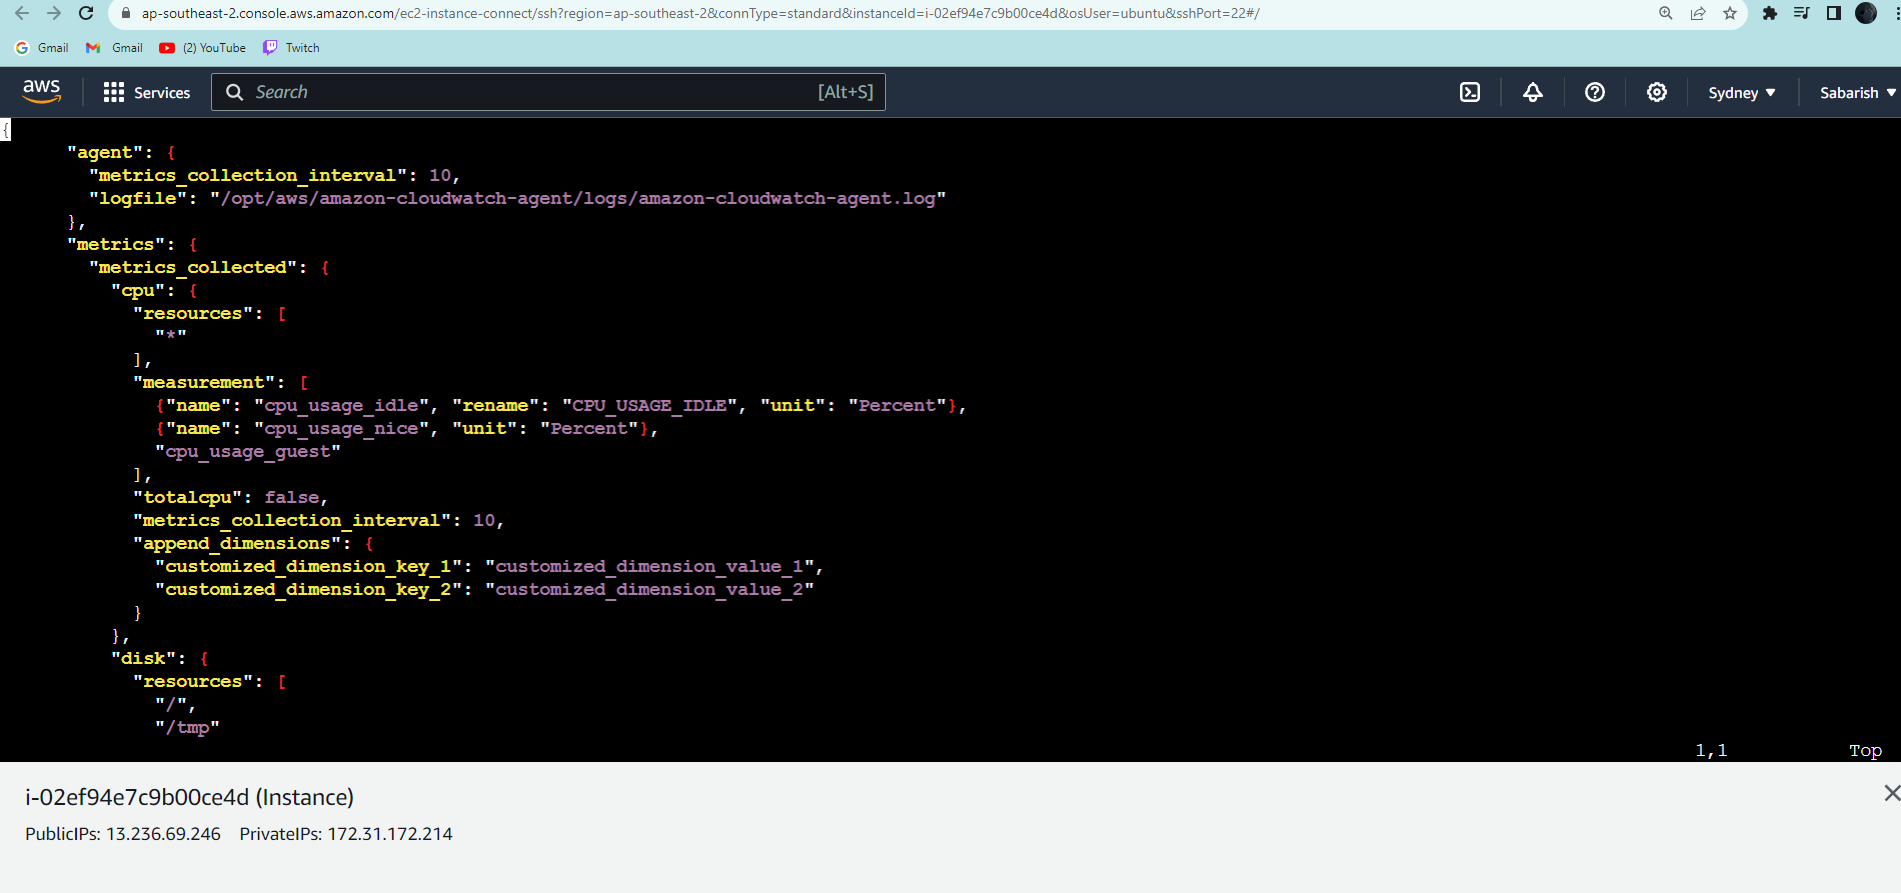 ap-southeast-2.console.aws.amazon.com/ec2-instance-connect/ssh?region=ap-southeast-2&connType=standard&instanceId=i-02ef94e7c9b00ce4d&osUser=ubuntu&sshPort=22#/
Gmail Gmail (2) YouTube Twitch
aws Services Search [Alt+S] Sydney Sabarish
{
"agent": {
"metrics_collection_interval": 10,
"logfile": "/opt/aws/amazon-cloudwatch-agent/logs/amazon-cloudwatch-agent.log"
},
"metrics": {
"metrics_collected": {
"cpu": {
"resources": [
"*"
],
"measurement": [
{"name": "cpu_usage_idle", "rename": "CPU_USAGE_IDLE", "unit": "Percent"},
{"name": "cpu_usage_nice", "unit": "Percent"},
"cpu_usage_guest"
],
"totalcpu": false,
"metrics_collection_interval": 10,
"append_dimensions": {
"customized_dimension_key_1": "customized_dimension_value_1",
"customized_dimension_key_2": "customized_dimension_value_2"
}
},
"disk": {
"resources": [
"/",
"/tmp"
1,1 Top
i-02ef94e7c9b00ce4d (Instance)
PublicIPs: 13.236.69.246 PrivateIPs: 172.31.172.214